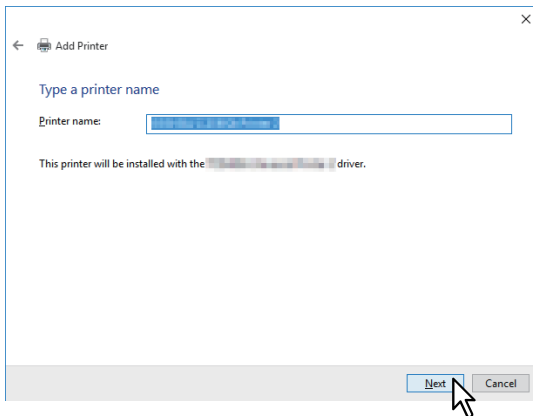 Add Printer
Type a printer name
Printer name:
This printer will be installed with the driver.
Next Cancel